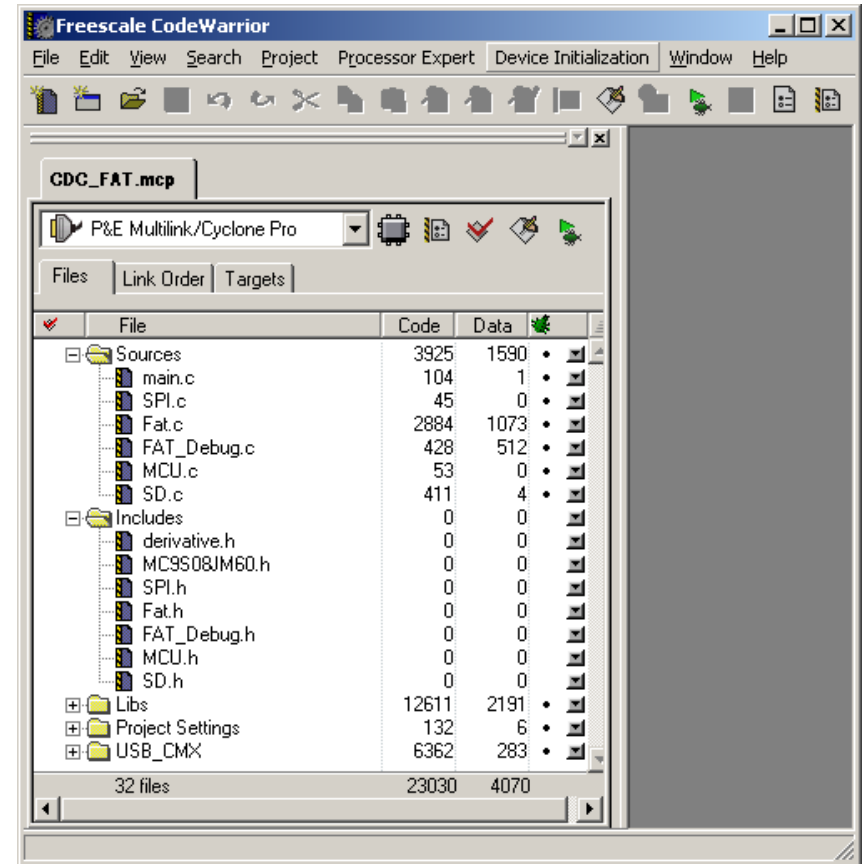 Freescale CodeWarrior
File Edit View Search Project Processor Expert Device Initialization Window Help
CDC_FAT.mcp
P&E Multilink/Cyclone Pro
Files Link Order Targets
File Code Data
Sources 3925 1590
main.c 104 1
SPI.c 45 0
Fat.c 2884 1073
FAT_Debug.c 428 512
MCU.c 53 0
SD.c 411 4
Includes 0 0
derivative.h 0 0
MC9S08JM60.h 0 0
SPI.h 0 0
Fat.h 0 0
FAT_Debug.h 0 0
MCU.h 0 0
SD.h 0 0
Libs 12611 2191
Project Settings 132 6
USB_CMX 6362 283
32 files 23030 4070